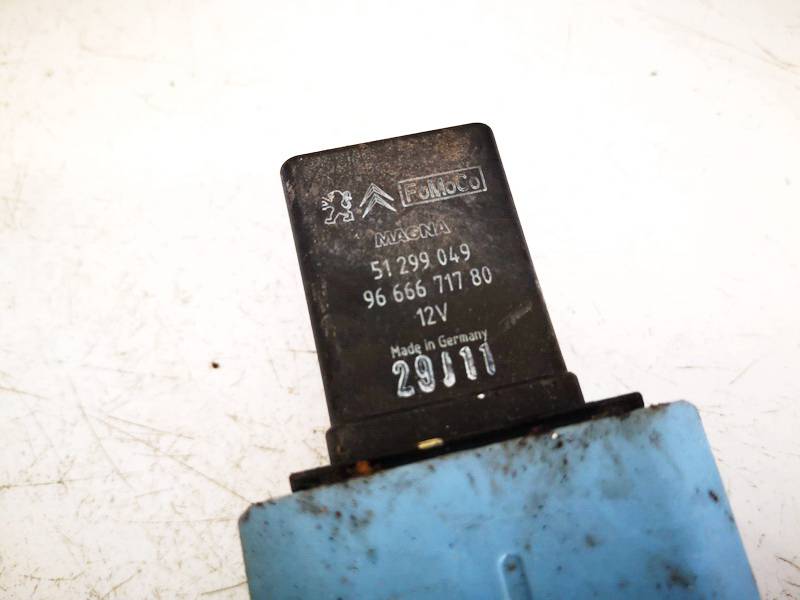 FoMoCo
MAGNA
51 299 049
96 666 717 80
12V
Made in Germany
29J11